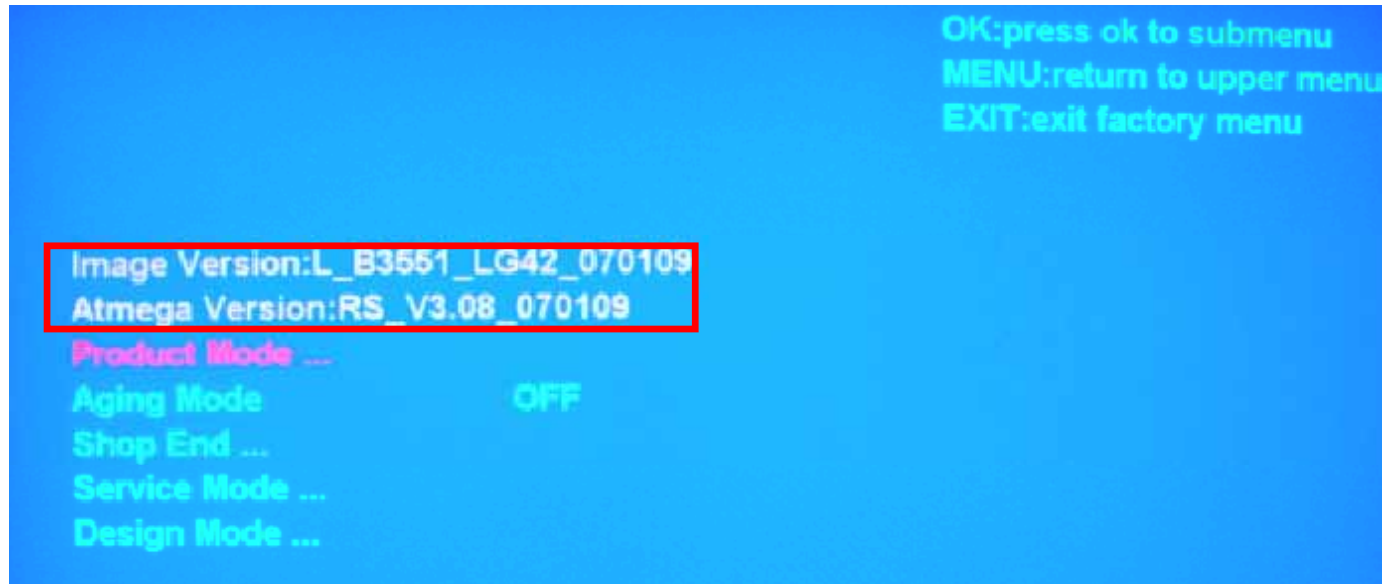 OK:press ok to submenu
MENU:return to upper menu
EXIT:exit factory menu
Image Version:L_B3551_LG42_070109
Atmega Version:RS_V3.08_070109
Product Mode ...
Aging Mode OFF
Shop End ...
Service Mode ...
Design Mode ...